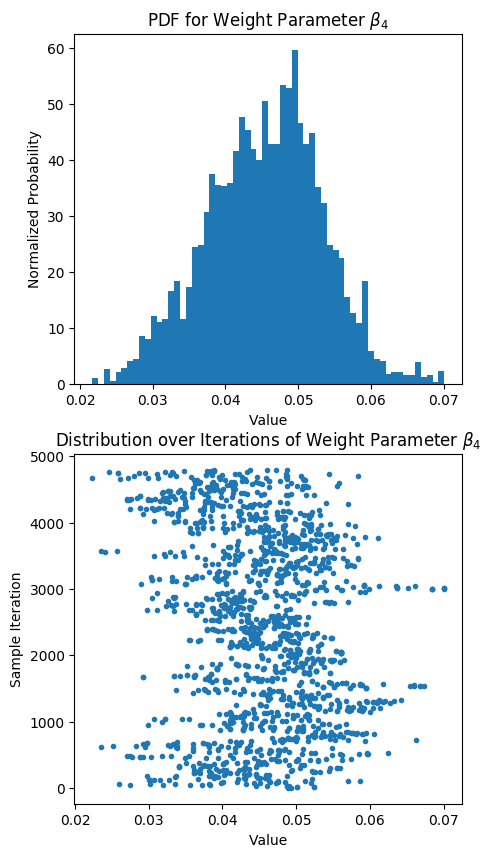 PDF for Weight Parameter β₄
60
50
40
30
20
10
0
Normalized Probability
0.02 0.03 0.04 0.05 0.06 0.07
Value
Distribution over Iterations of Weight Parameter β₄
5000
4000
3000
2000
1000
0
Sample Iteration
0.02 0.03 0.04 0.05 0.06 0.07
Value